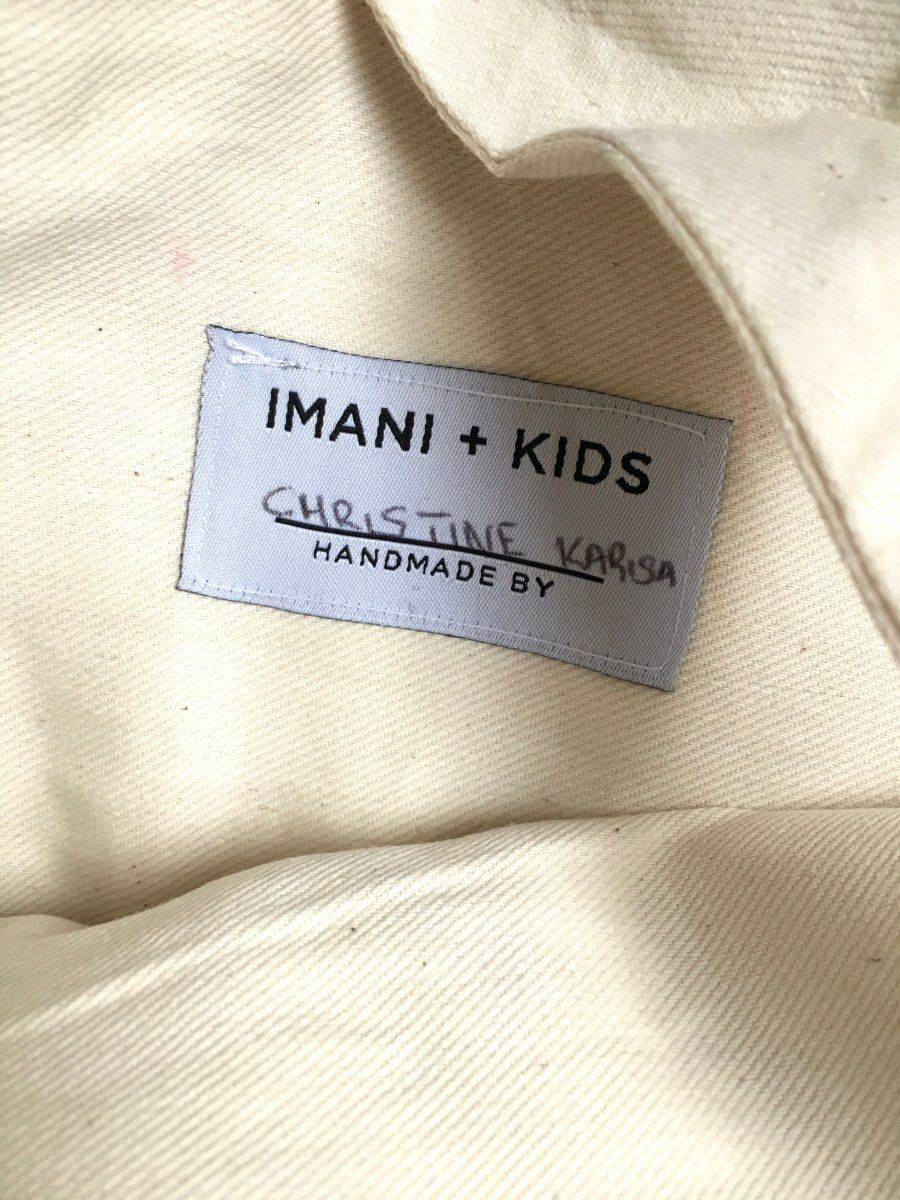 IMANI + KIDS
CHRISTINE KARISA
HANDMADE BY